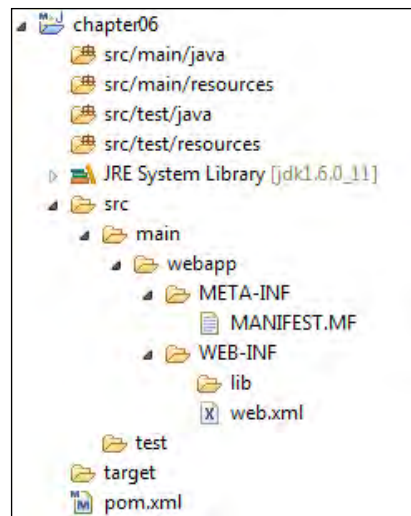 chapter06
src/main/java
src/main/resources
src/test/java
src/test/resources
JRE System Library [jdk1.6.0_11]
src
main
webapp
META-INF
MANIFEST.MF
WEB-INF
lib
web.xml
test
target
pom.xml